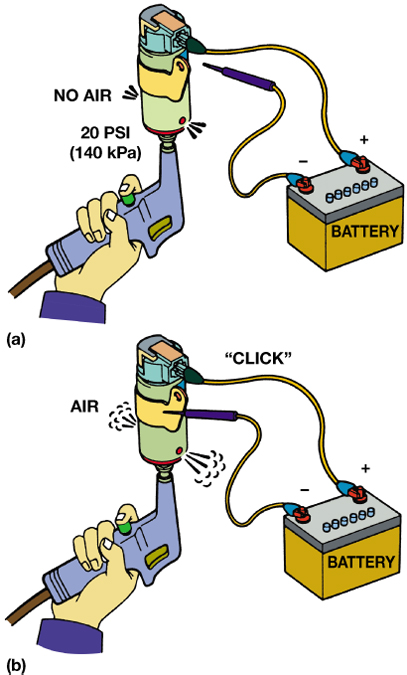 NO AIR
20 PSI
(140 kPa)
– +
BATTERY
(a)
“CLICK”
AIR
– +
BATTERY
(b)